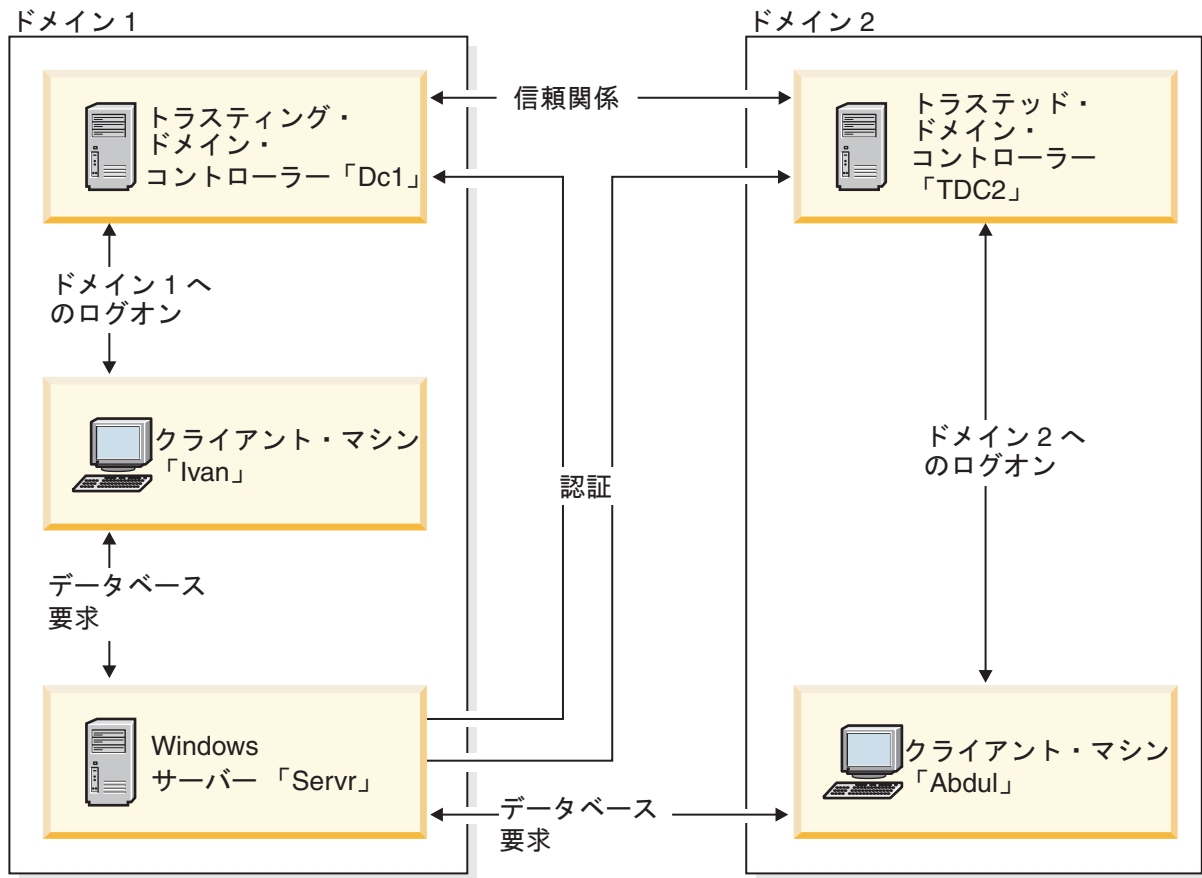 ドメイン 1
トラスティング・
ドメイン・
コントローラー「Dc1」
ドメイン 1 へ
のログオン
クライアント・マシン
「Ivan」
データベース
要求
Windows
サーバー 「Servr」
信頼関係
認証
データベース
要求
ドメイン 2
トラステッド・
ドメイン・
コントローラー
「TDC2」
ドメイン 2 へ
のログオン
クライアント・マシン
「Abdul」